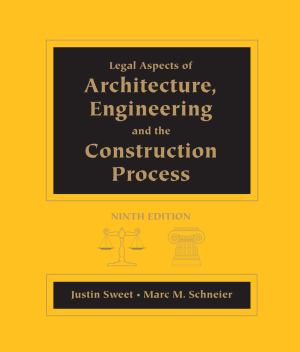 Legal Aspects of
Architecture,
Engineering
and the
Construction
Process
NINTH EDITION
Justin Sweet • Marc M. Schneier